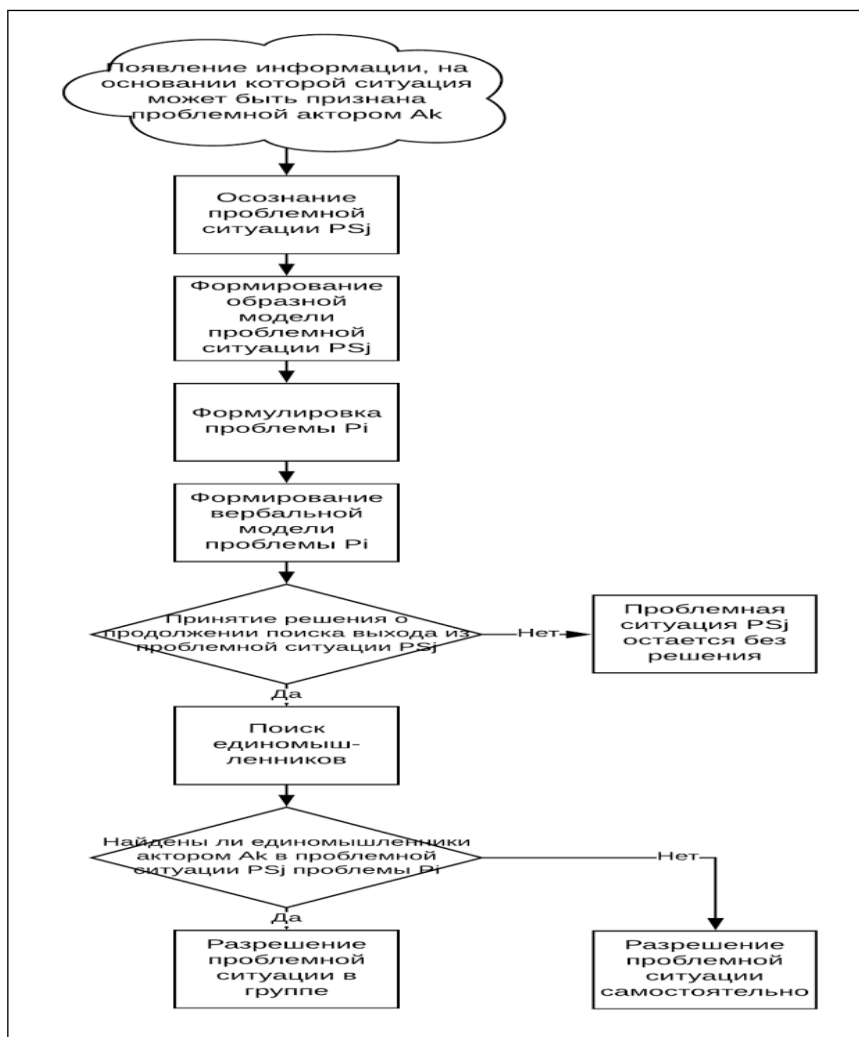 Появление информации, на
основании которой ситуация
может быть признана
проблемной актором Ak
Осознание
проблемной
ситуации PSj
Формирование
образной
модели
проблемной
ситуации PSj
Формулировка
проблемы Pi
Формирование
вербальной
модели
проблемы Pi
Принятие решения о
продолжении поиска выхода из
проблемной ситуации PSj
Нет
Проблемная
ситуация PSj
остается без
решения
Да
Поиск
единомыш-
ленников
Найдены ли единомышленники
актором Ak в проблемной
ситуации PSj проблемы Pi
Нет
Да
Разрешение
проблемной
ситуации в
группе
Разрешение
проблемной
ситуации
самостоятельно